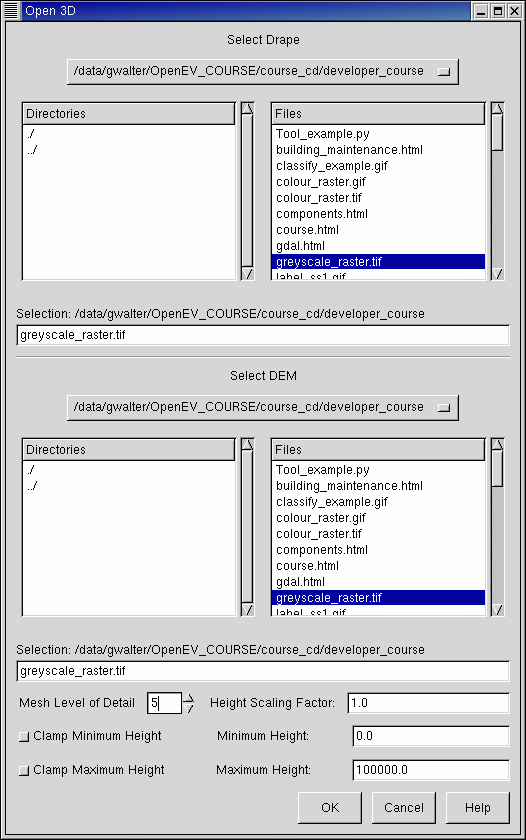 Open 3D
Select Drape
/data/gwalter/OpenEV_COURSE/course_cd/developer_course
Directories
./
../
Files
Tool_example.py
building_maintenance.html
classify_example.gif
colour_raster.gif
colour_raster.tif
components.html
course.html
gdal.html
greyscale_raster.tif
label_ss1.gif
Selection: /data/gwalter/OpenEV_COURSE/course_cd/developer_course
greyscale_raster.tif
Select DEM
/data/gwalter/OpenEV_COURSE/course_cd/developer_course
Directories
./
../
Files
Tool_example.py
building_maintenance.html
classify_example.gif
colour_raster.gif
colour_raster.tif
components.html
course.html
gdal.html
greyscale_raster.tif
label_ss1.gif
Selection: /data/gwalter/OpenEV_COURSE/course_cd/developer_course
greyscale_raster.tif
Mesh Level of Detail 5 Height Scaling Factor: 1.0
Clamp Minimum Height Minimum Height: 0.0
Clamp Maximum Height Maximum Height: 100000.0
OK Cancel Help